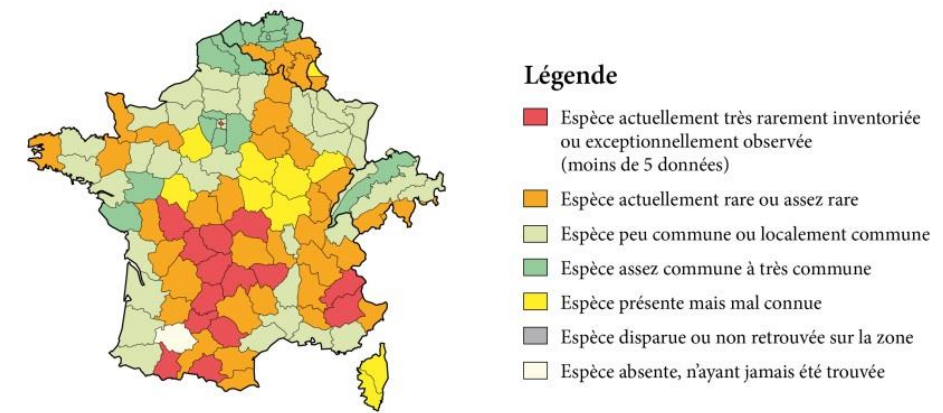 Légende
Espèce actuellement très rarement inventoriée
ou exceptionnellement observée
(moins de 5 données)
Espèce actuellement rare ou assez rare
Espèce peu commune ou localement commune
Espèce assez commune à très commune
Espèce présente mais mal connue
Espèce disparue ou non retrouvée sur la zone
Espèce absente, n'ayant jamais été trouvée